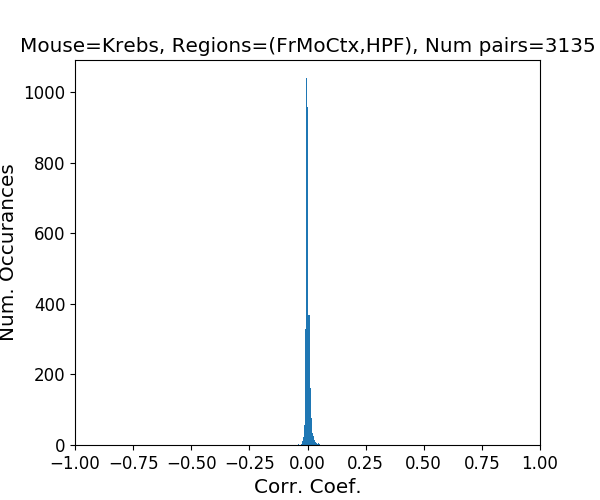 Mouse=Krebs, Regions=(FrMoCtx,HPF), Num pairs=3135
Num. Occurances
1000
800
600
400
200
0
−1.00 −0.75 −0.50 −0.25 0.00 0.25 0.50 0.75 1.00
Corr. Coef.